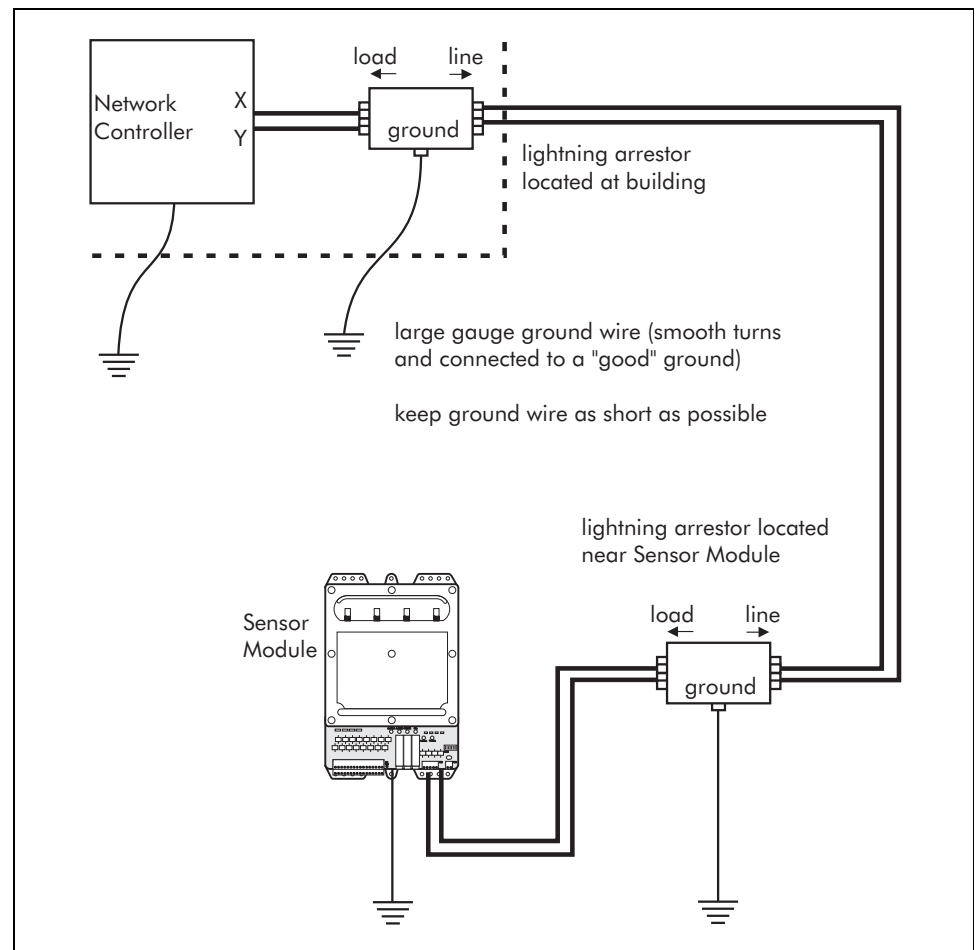 load line
Network
Controller
X
Y
ground
lightning arrestor
located at building
large gauge ground wire (smooth turns
and connected to a "good" ground)
keep ground wire as short as possible
lightning arrestor located
near Sensor Module
Sensor
Module
load line
ground